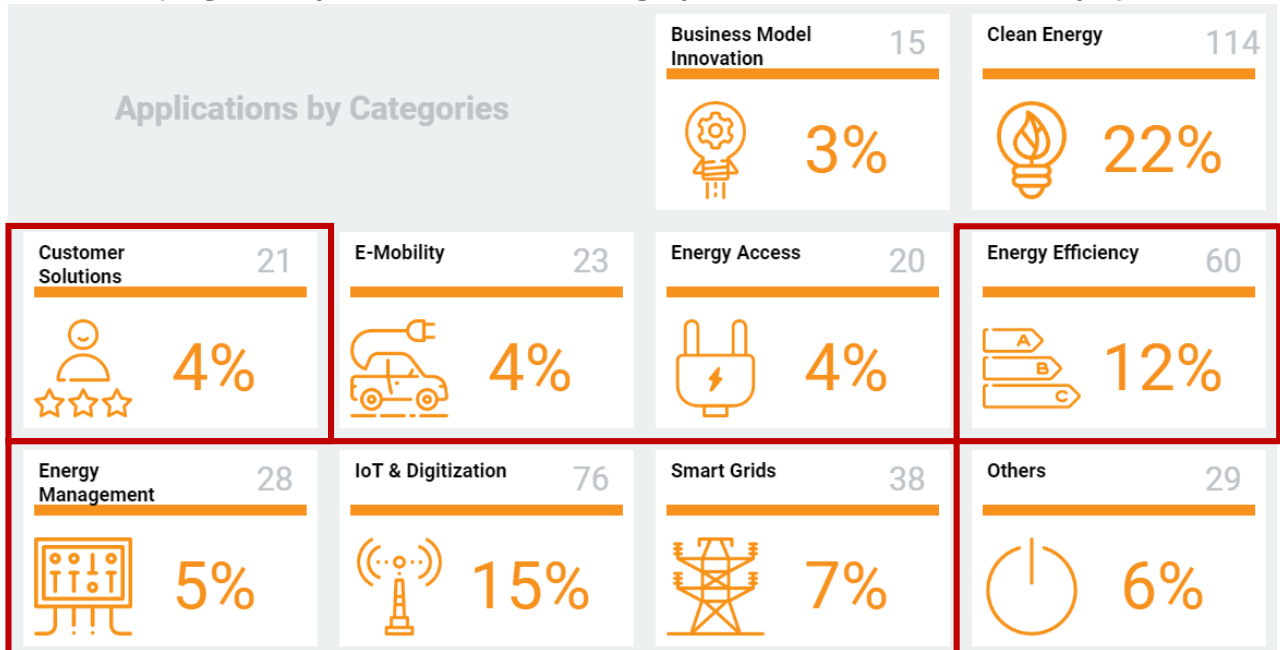 Business Model
Innovation
15
3%
Clean Energy
114
22%
Applications by Categories
Customer
Solutions
21
4%
E-Mobility
23
4%
Energy Access
20
4%
Energy Efficiency
60
A
B
C
12%
Energy
Management
28
5%
IoT & Digitization
76
15%
Smart Grids
38
7%
Others
29
6%